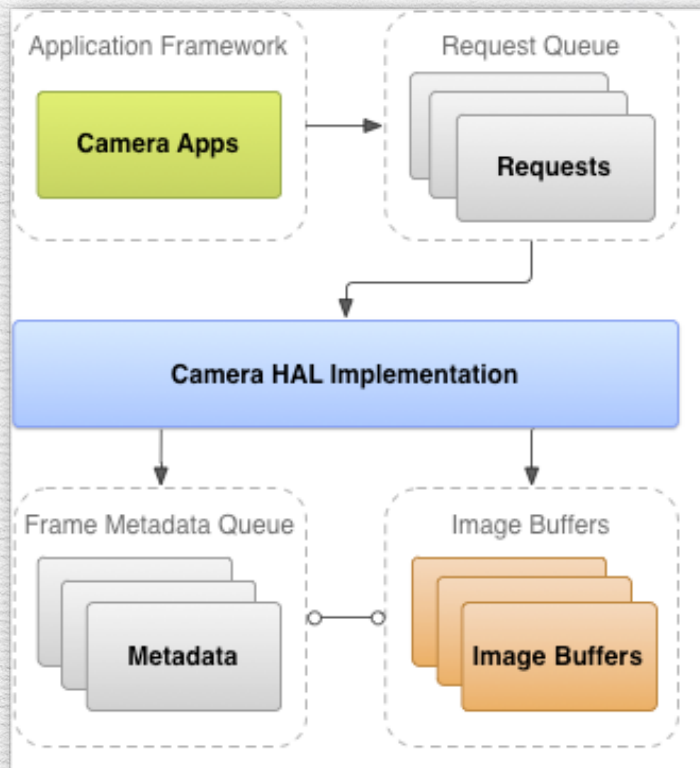 Application Framework
Camera Apps
Request Queue
Requests
Camera HAL Implementation
Frame Metadata Queue
Metadata
Image Buffers
Image Buffers